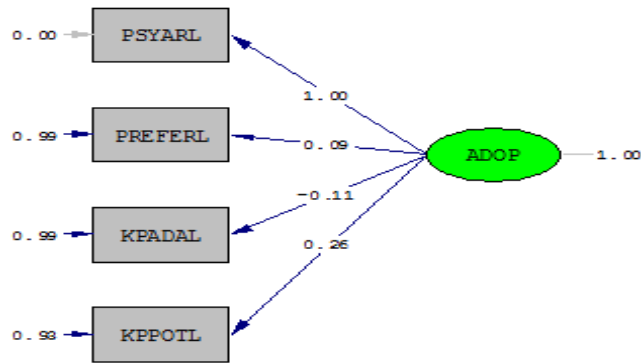 0.00 PSYARL
1.00
0.99 PREFERL 0.09
ADOP 1.00
-0.11
0.99 KPADAL
0.26
0.93 KPPOTL